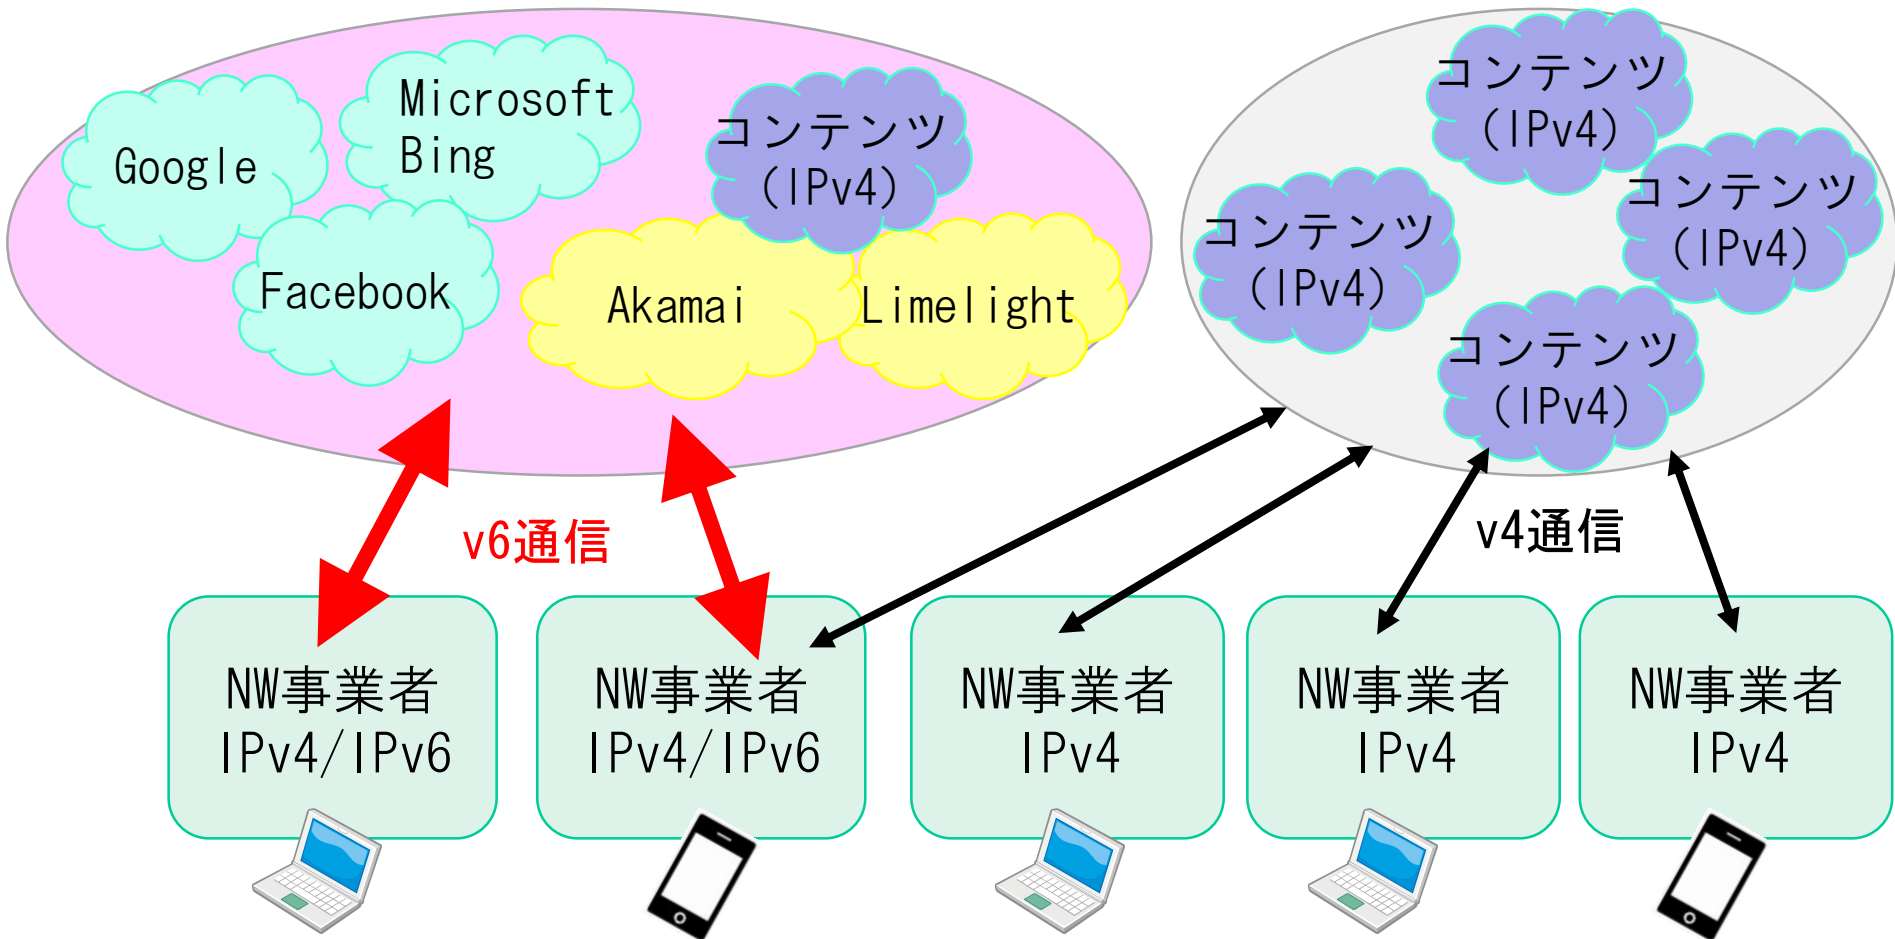 Google
Microsoft
Bing
コンテンツ
(IPv4)
Facebook
Akamai
Limelight
コンテンツ
(IPv4)
コンテンツ
(IPv4)
コンテンツ
(IPv4)
コンテンツ
(IPv4)
v6通信
v4通信
NW事業者
IPv4/IPv6
NW事業者
IPv4/IPv6
NW事業者
IPv4
NW事業者
IPv4
NW事業者
IPv4